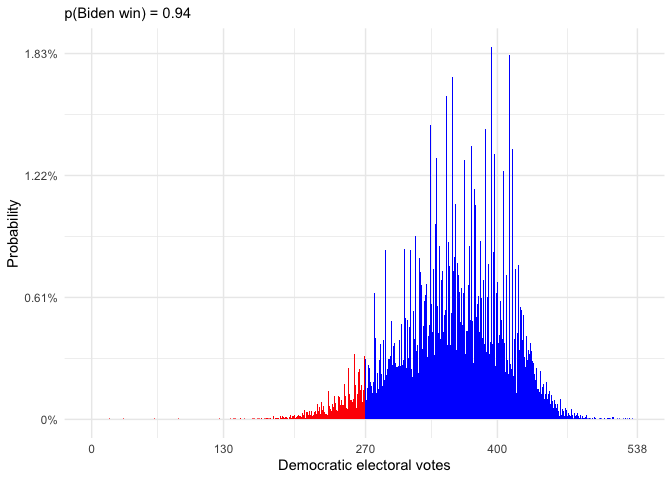 p(Biden win) = 0.94
1.83%
1.22%
0.61%
0%
Probability
0 130 270 400 538
Democratic electoral votes